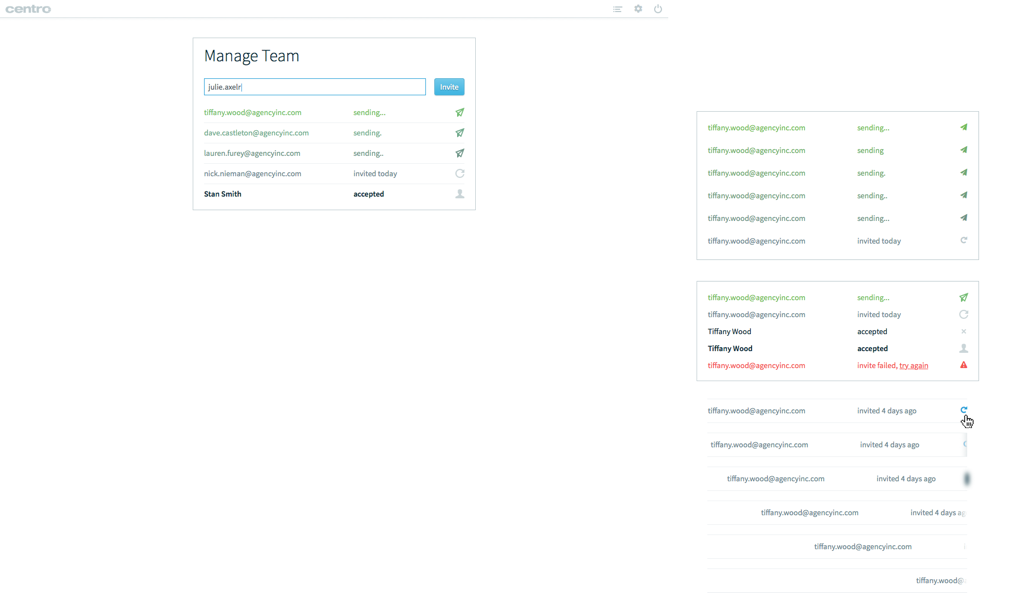 centro
Manage Team
julie.axelr
Invite
tiffany.wood@agencyinc.com sending...
dave.castleton@agencyinc.com sending.
lauren.furey@agencyinc.com sending..
nick.nieman@agencyinc.com invited today
Stan Smith accepted
tiffany.wood@agencyinc.com sending...
tiffany.wood@agencyinc.com sending
tiffany.wood@agencyinc.com sending.
tiffany.wood@agencyinc.com sending..
tiffany.wood@agencyinc.com sending...
tiffany.wood@agencyinc.com invited today
tiffany.wood@agencyinc.com sending...
tiffany.wood@agencyinc.com invited today
Tiffany Wood accepted
Tiffany Wood accepted
tiffany.wood@agencyinc.com invite failed, try again
tiffany.wood@agencyinc.com invited 4 days ago
tiffany.wood@agencyinc.com invited 4 days ago
tiffany.wood@agencyinc.com invited 4 days ago
tiffany.wood@agencyinc.com invited 4 days ag
tiffany.wood@agencyinc.com
tiffany.wood@